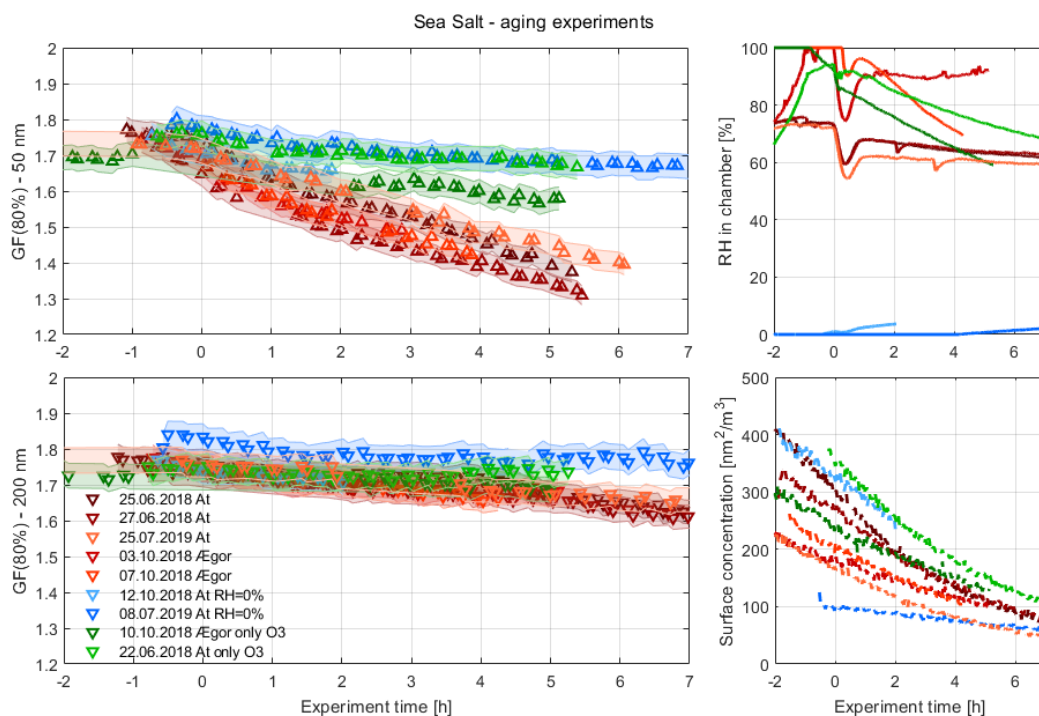 Sea Salt - aging experiments
GF(80%) - 50 nm
2
1.9
1.8
1.7
1.6
1.5
1.4
1.3
1.2
-2 -1 0 1 2 3 4 5 6 7
RH in chamber [%]
100
80
60
40
20
0
-2 0 2 4 6
GF(80%) - 200 nm
2
1.9
1.8
1.7
1.6
1.5
1.4
1.3
1.2
25.06.2018 At
27.06.2018 At
25.07.2019 At
03.10.2018 Ægor
07.10.2018 Ægor
12.10.2018 At RH=0%
08.07.2019 At RH=0%
10.10.2018 Ægor only O3
22.06.2018 At only O3
-2 -1 0 1 2 3 4 5 6 7
Experiment time [h]
Surface concentration [nm²/m³]
500
400
300
200
100
0
-2 0 2 4 6
Experiment time [h]